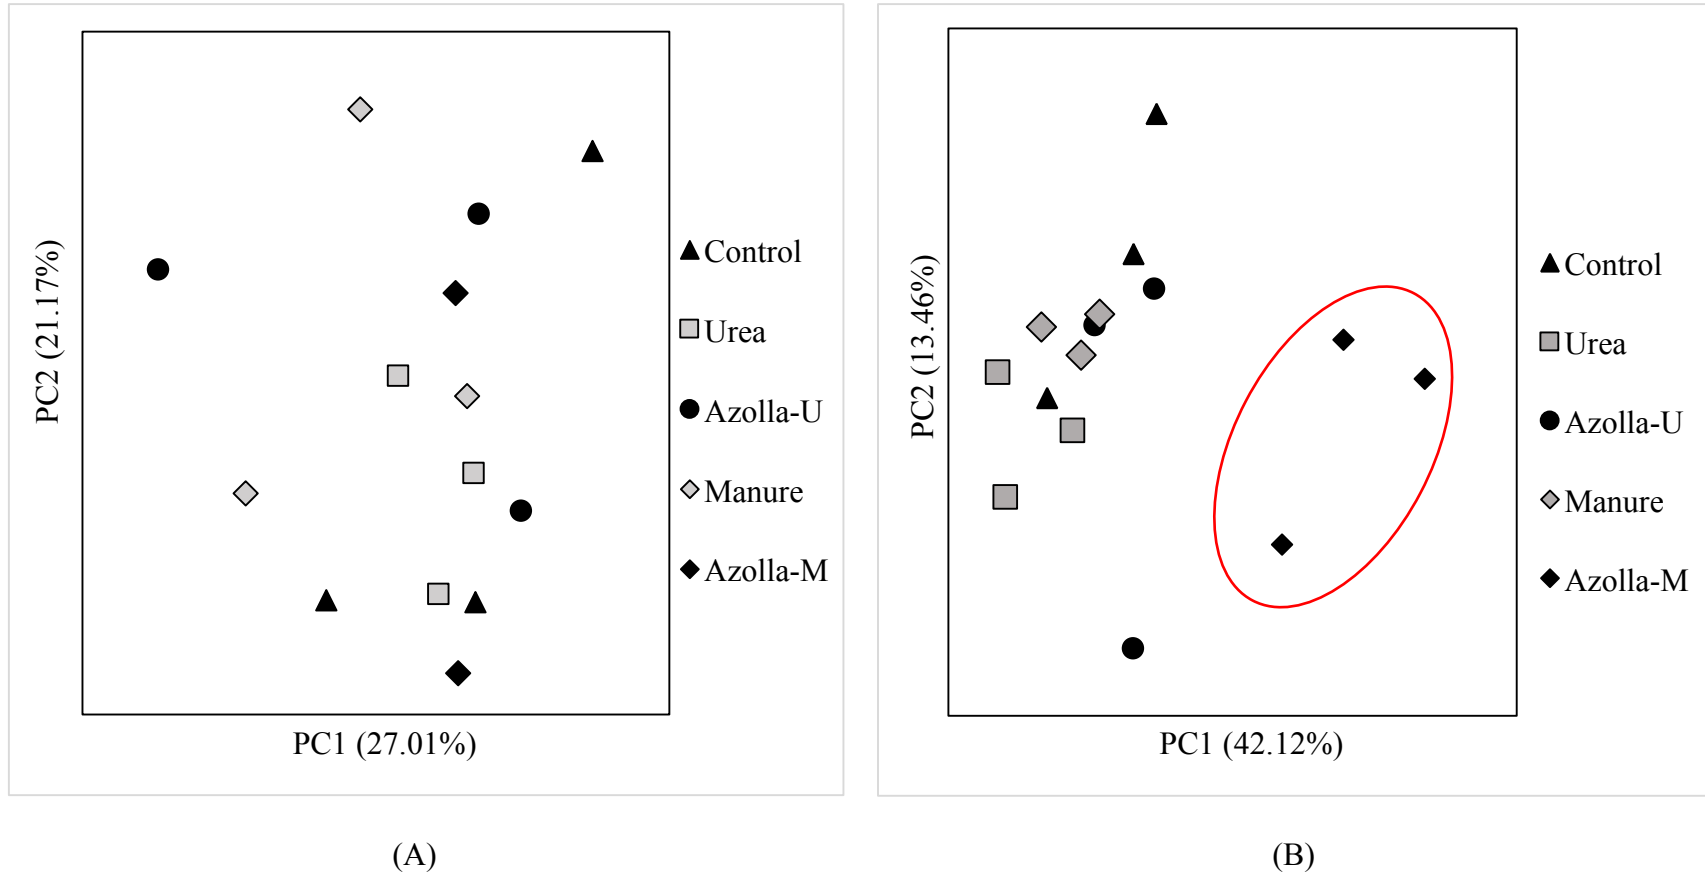 PC2 (21.17%)
Control
Urea
Azolla-U
Manure
Azolla-M
PC1 (27.01%)
(A)
PC2 (13.46%)
Control
Urea
Azolla-U
Manure
Azolla-M
PC1 (42.12%)
(B)